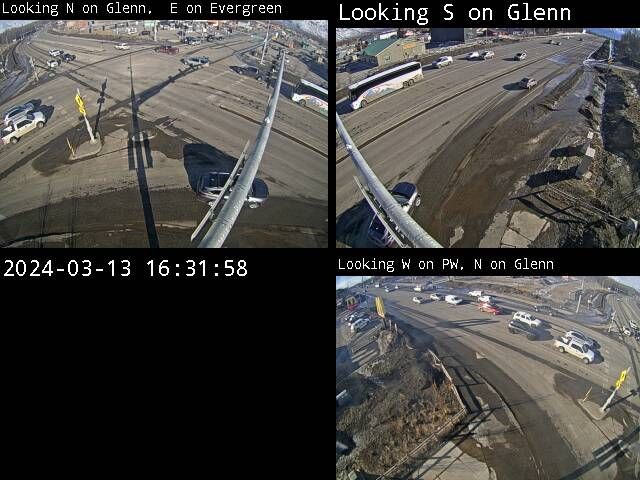 Looking N on Glenn,  E on Evergreen
Looking S on Glenn
2024-03-13 16:31:58
Looking W on PW, N on Glenn